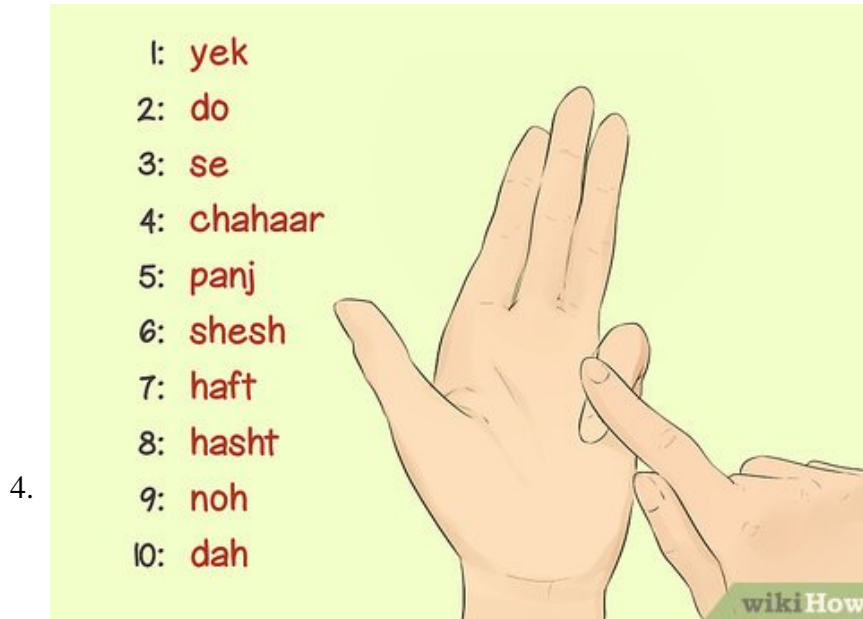 1: yek
2: do
3: se
4: chahaar
5: panj
6: shesh
7: haft
8: hasht
4.
9: noh
10: dah
wikiHow